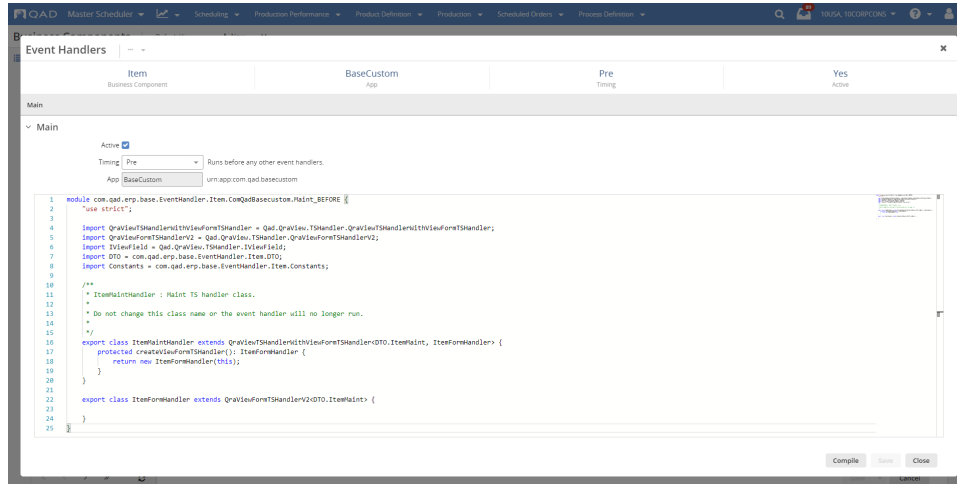 QAD Master Scheduler Scheduling Production Performance Product Definition Production Scheduled Orders Process Definition 10USA, 10CORPCONS
Event Handlers
Item
Business Component
BaseCustom
App
Pre
Timing
Yes
Active
Main
Main
Active
Timing Pre Runs before any other event handlers.
App BaseCustom urn:app:com.qad.basecustom
1 module com.qad.erp.base.EventHandler.Item.ComQadBasecustom.Maint_BEFORE {
2 "use strict";
3
4 import QraViewTSHandlerWithViewFormTSHandler = Qad.QraView.TSHandler.QraViewTSHandlerWithViewFormTSHandler;
5 import QraViewFormTSHandlerV2 = Qad.QraView.TSHandler.QraViewFormTSHandlerV2;
6 import IViewField = Qad.QraView.TSHandler.IViewField;
7 import DTO = com.qad.erp.base.EventHandler.Item.DTO;
8 import Constants = com.qad.erp.base.EventHandler.Item.Constants;
9
10 /**
11 * ItemMaintHandler : Maint TS handler class.
12 *
13 * Do not change this class name or the event handler will no longer run.
14 *
15 */
16 export class ItemMaintHandler extends QraViewTSHandlerWithViewFormTSHandler<DTO.ItemMaint, ItemFormHandler> {
17 protected createViewFormTSHandler(): ItemFormHandler {
18 return new ItemFormHandler(this);
19 }
20 }
21
22 export class ItemFormHandler extends QraViewFormTSHandlerV2<DTO.ItemMaint> {
23
24 }
25 }
Compile Save Close
Cancel